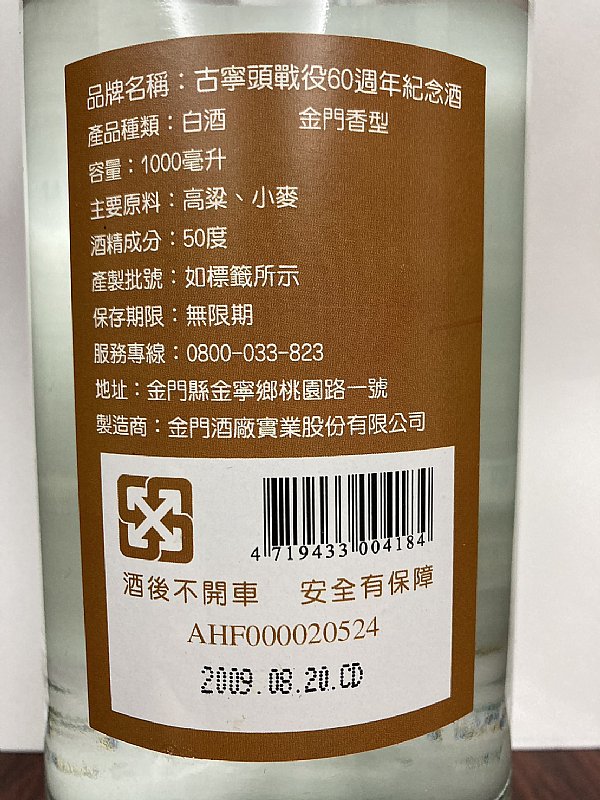 品牌名稱：古寧頭戰役60週年紀念酒
產品種類：白酒 金門香型
容量：1000毫升
主要原料：高粱、小麥
酒精成分：50度
產製批號：如標籤所示
保存期限：無限期
服務專線：0800-033-823
地址：金門縣金寧鄉桃園路一號
製造商：金門酒廠實業股份有限公司
4 719433 004184
酒後不開車 安全有保障
AHF000020524
2009.08.20.CD